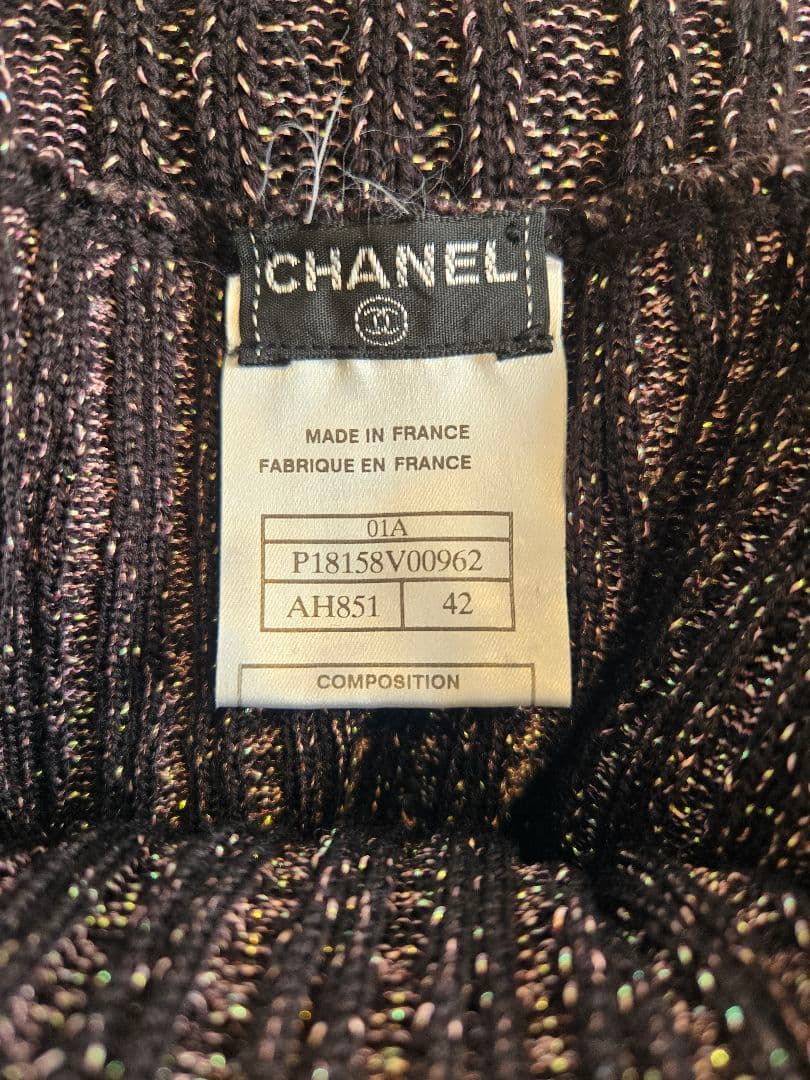 CHANEL
MADE IN FRANCE
FABRIQUE EN FRANCE
01A
P18158V00962
AH851 42
COMPOSITION